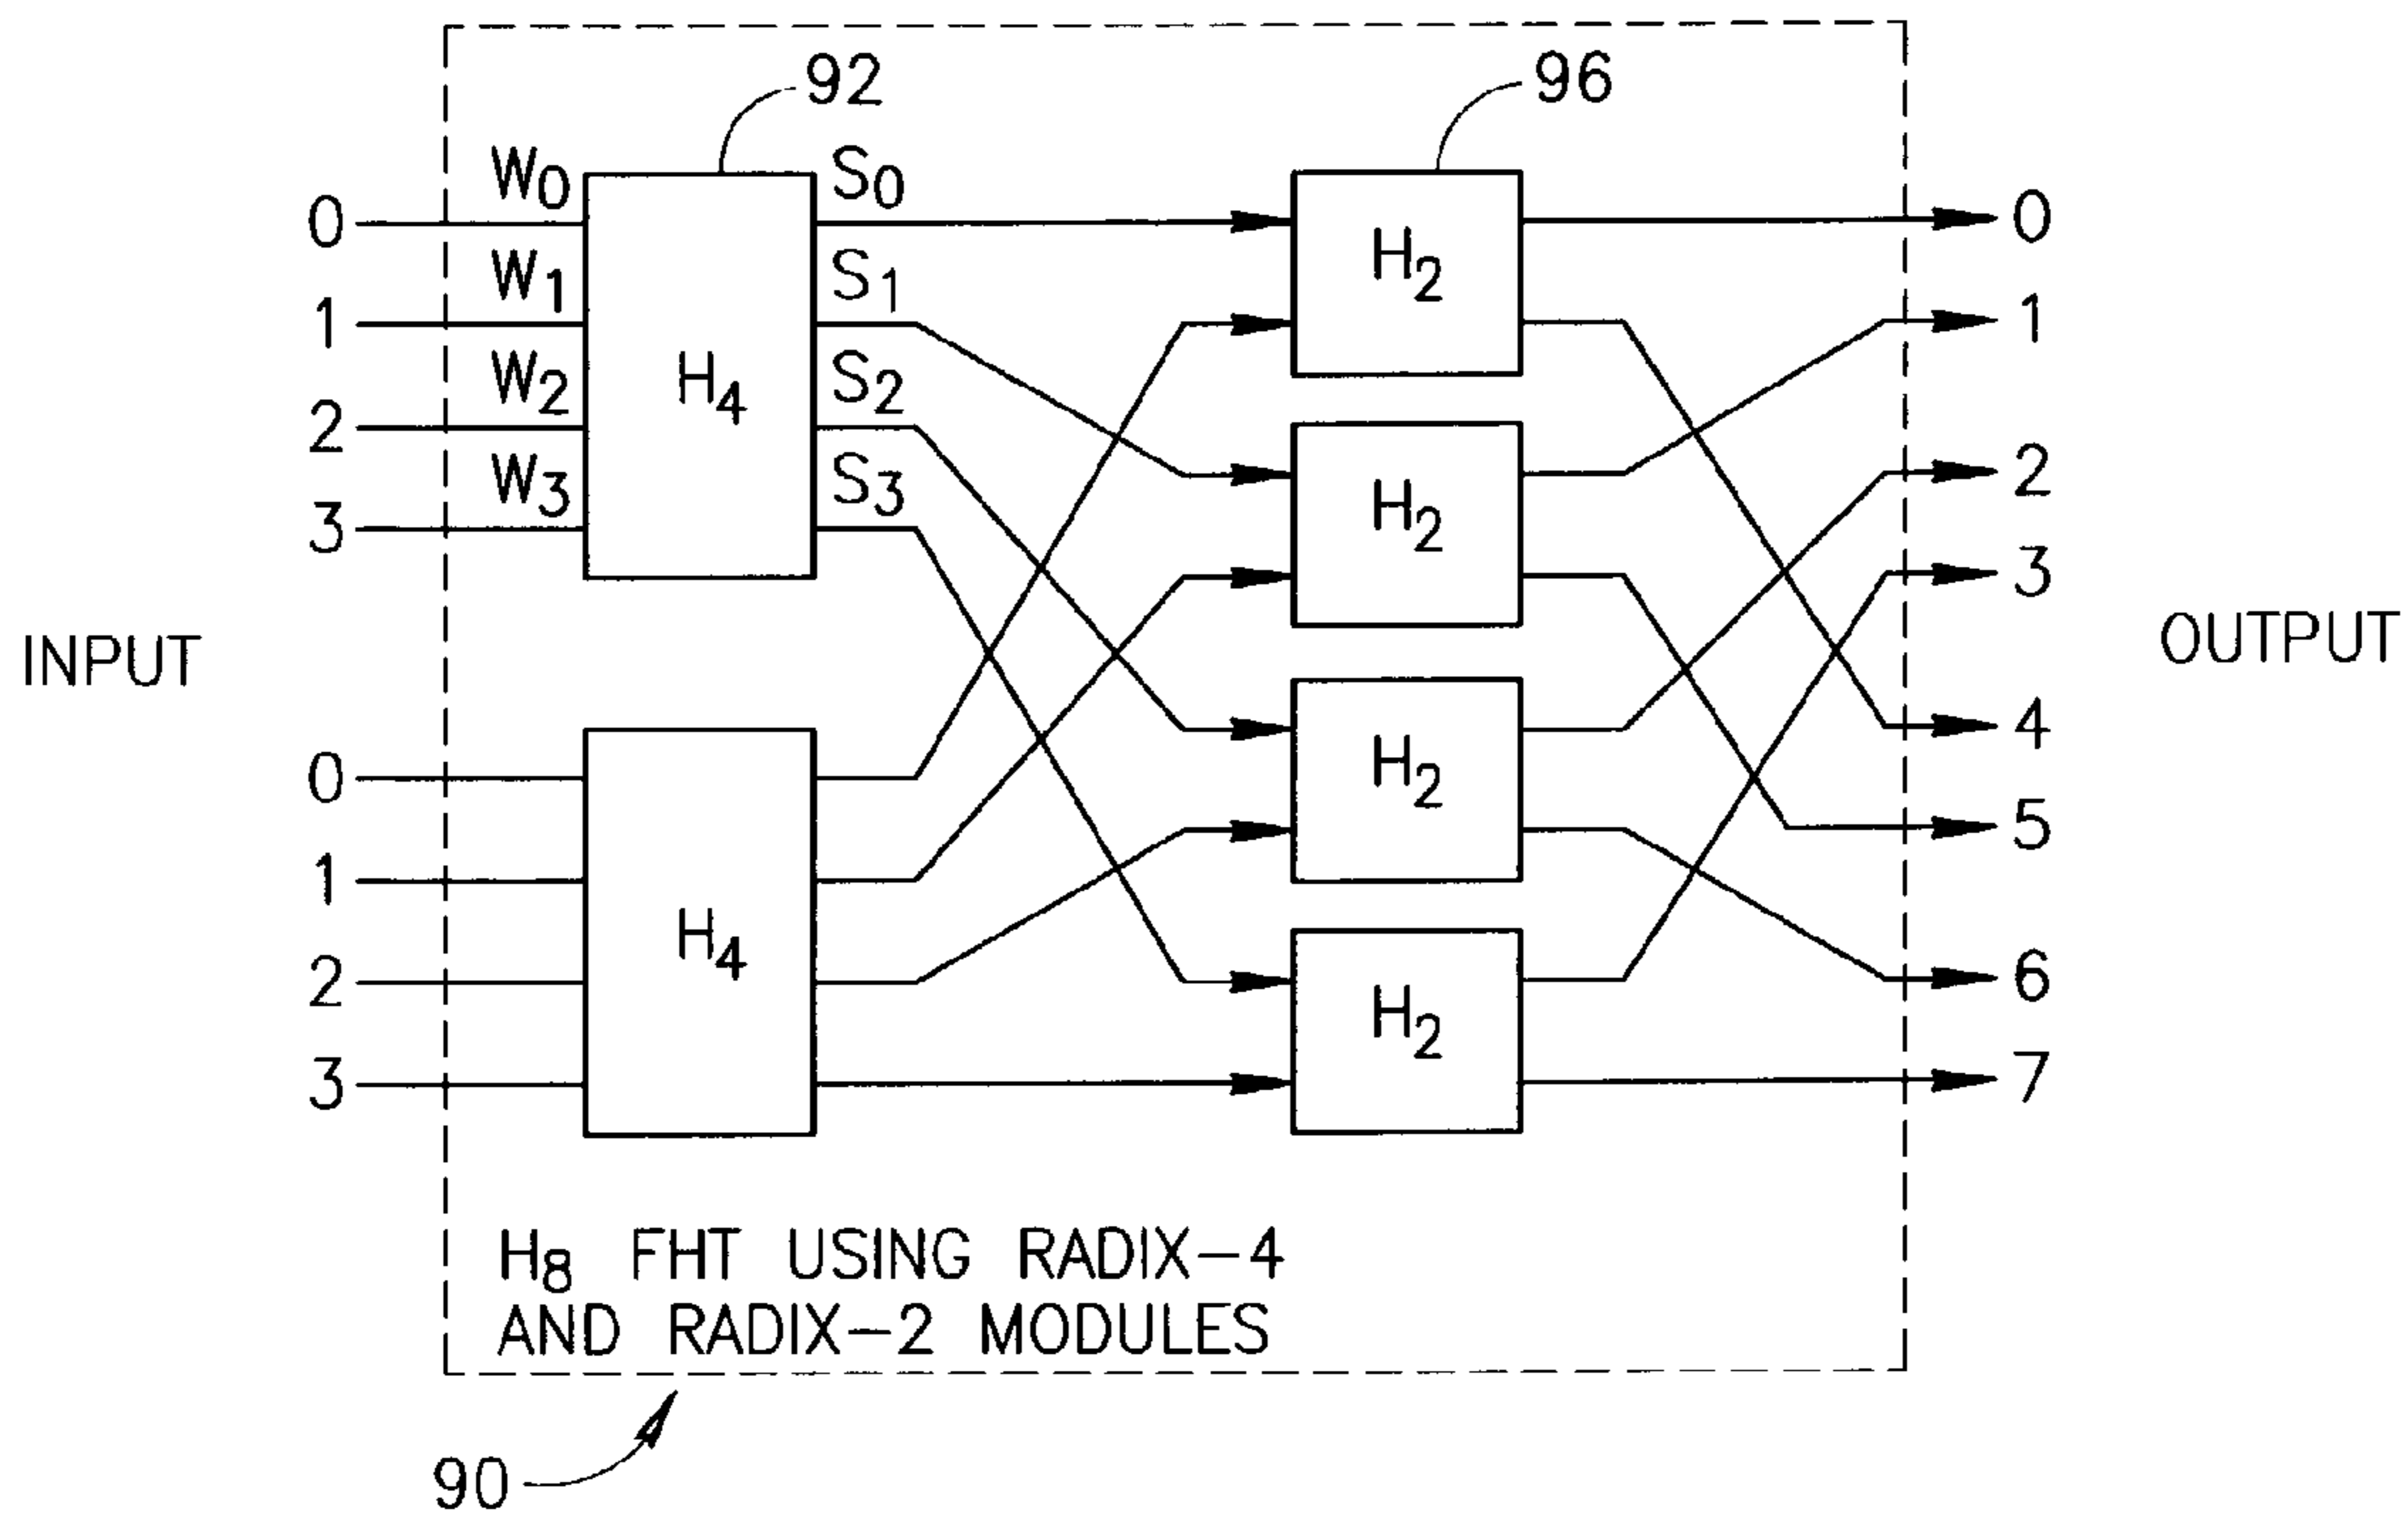 92
96
W0
S0
0
0
W1
S1
H2
1
1
W2
S2
H4
2
2
W3
S3
H2
3
3
INPUT
OUTPUT
4
H2
0
5
1
H4
6
2
H2
3
7
H8 FHT USING RADIX-4
AND RADIX-2 MODULES
90